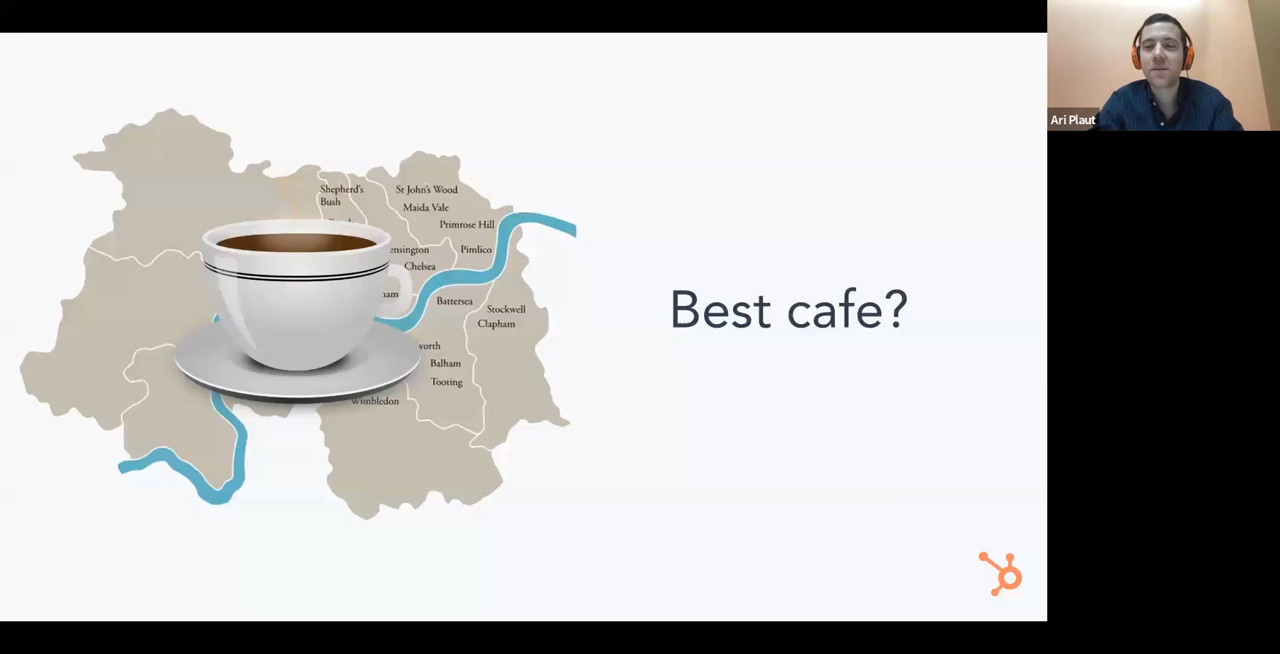 Shepherd's
Bush
St John's Wood
Maida Vale
Primrose Hill
Pimlico
Chelsea
Battersea
Stockwell
Clapham
Balham
Tooting
Wimbledon
Best cafe?
Ari Plaut